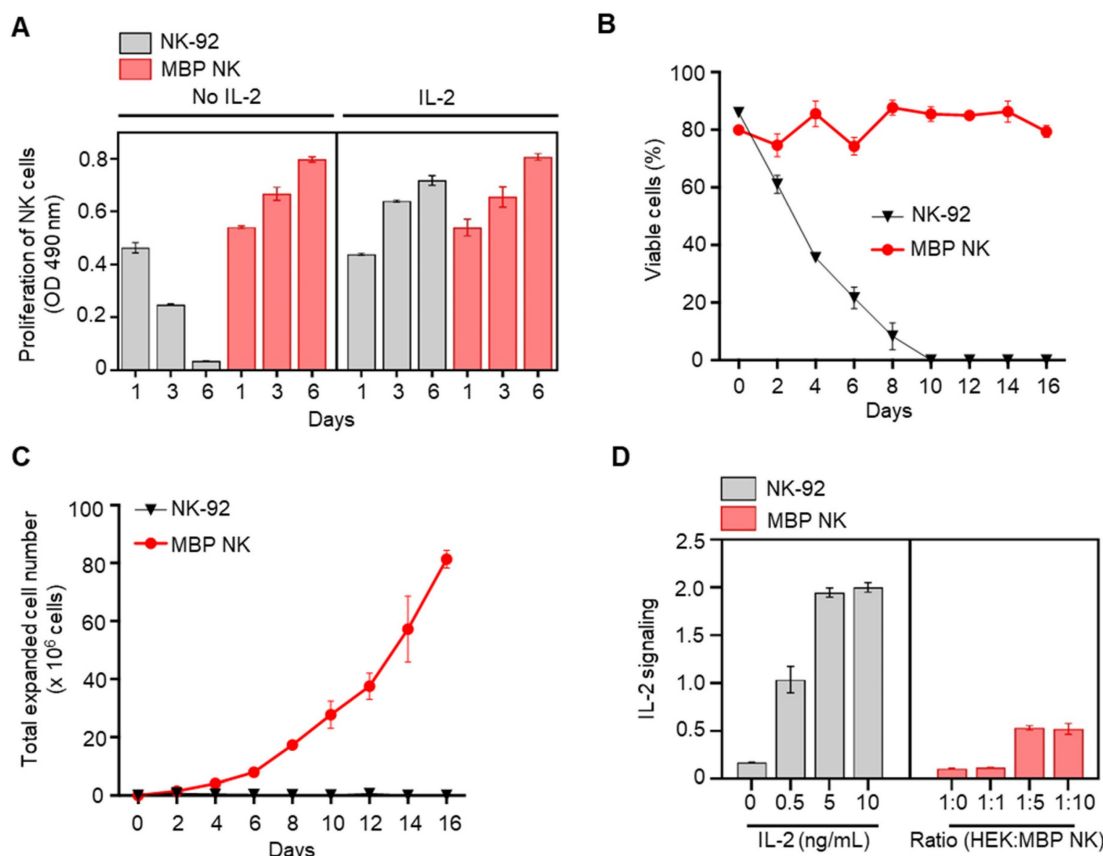 A
NK-92
MBP NK
No IL-2
IL-2
Proliferation of NK cells
(OD 490 nm)
0.8
0.6
0.4
0.2
0
1 3 6 1 3 6 1 3 6 1 3 6
Days
B
Viable cells (%)
100
80
60
40
20
0
NK-92
MBP NK
0 2 4 6 8 10 12 14 16
Days
C
NK-92
MBP NK
Total expanded cell number
(x 10⁶ cells)
100
80
60
40
20
0
0 2 4 6 8 10 12 14 16
Days
D
NK-92
MBP NK
IL-2 signaling
2.5
2.0
1.5
1.0
0.5
0
0 0.5 5 10
IL-2 (ng/mL)
1:0 1:1 1:5 1:10
Ratio (HEK:MBP NK)